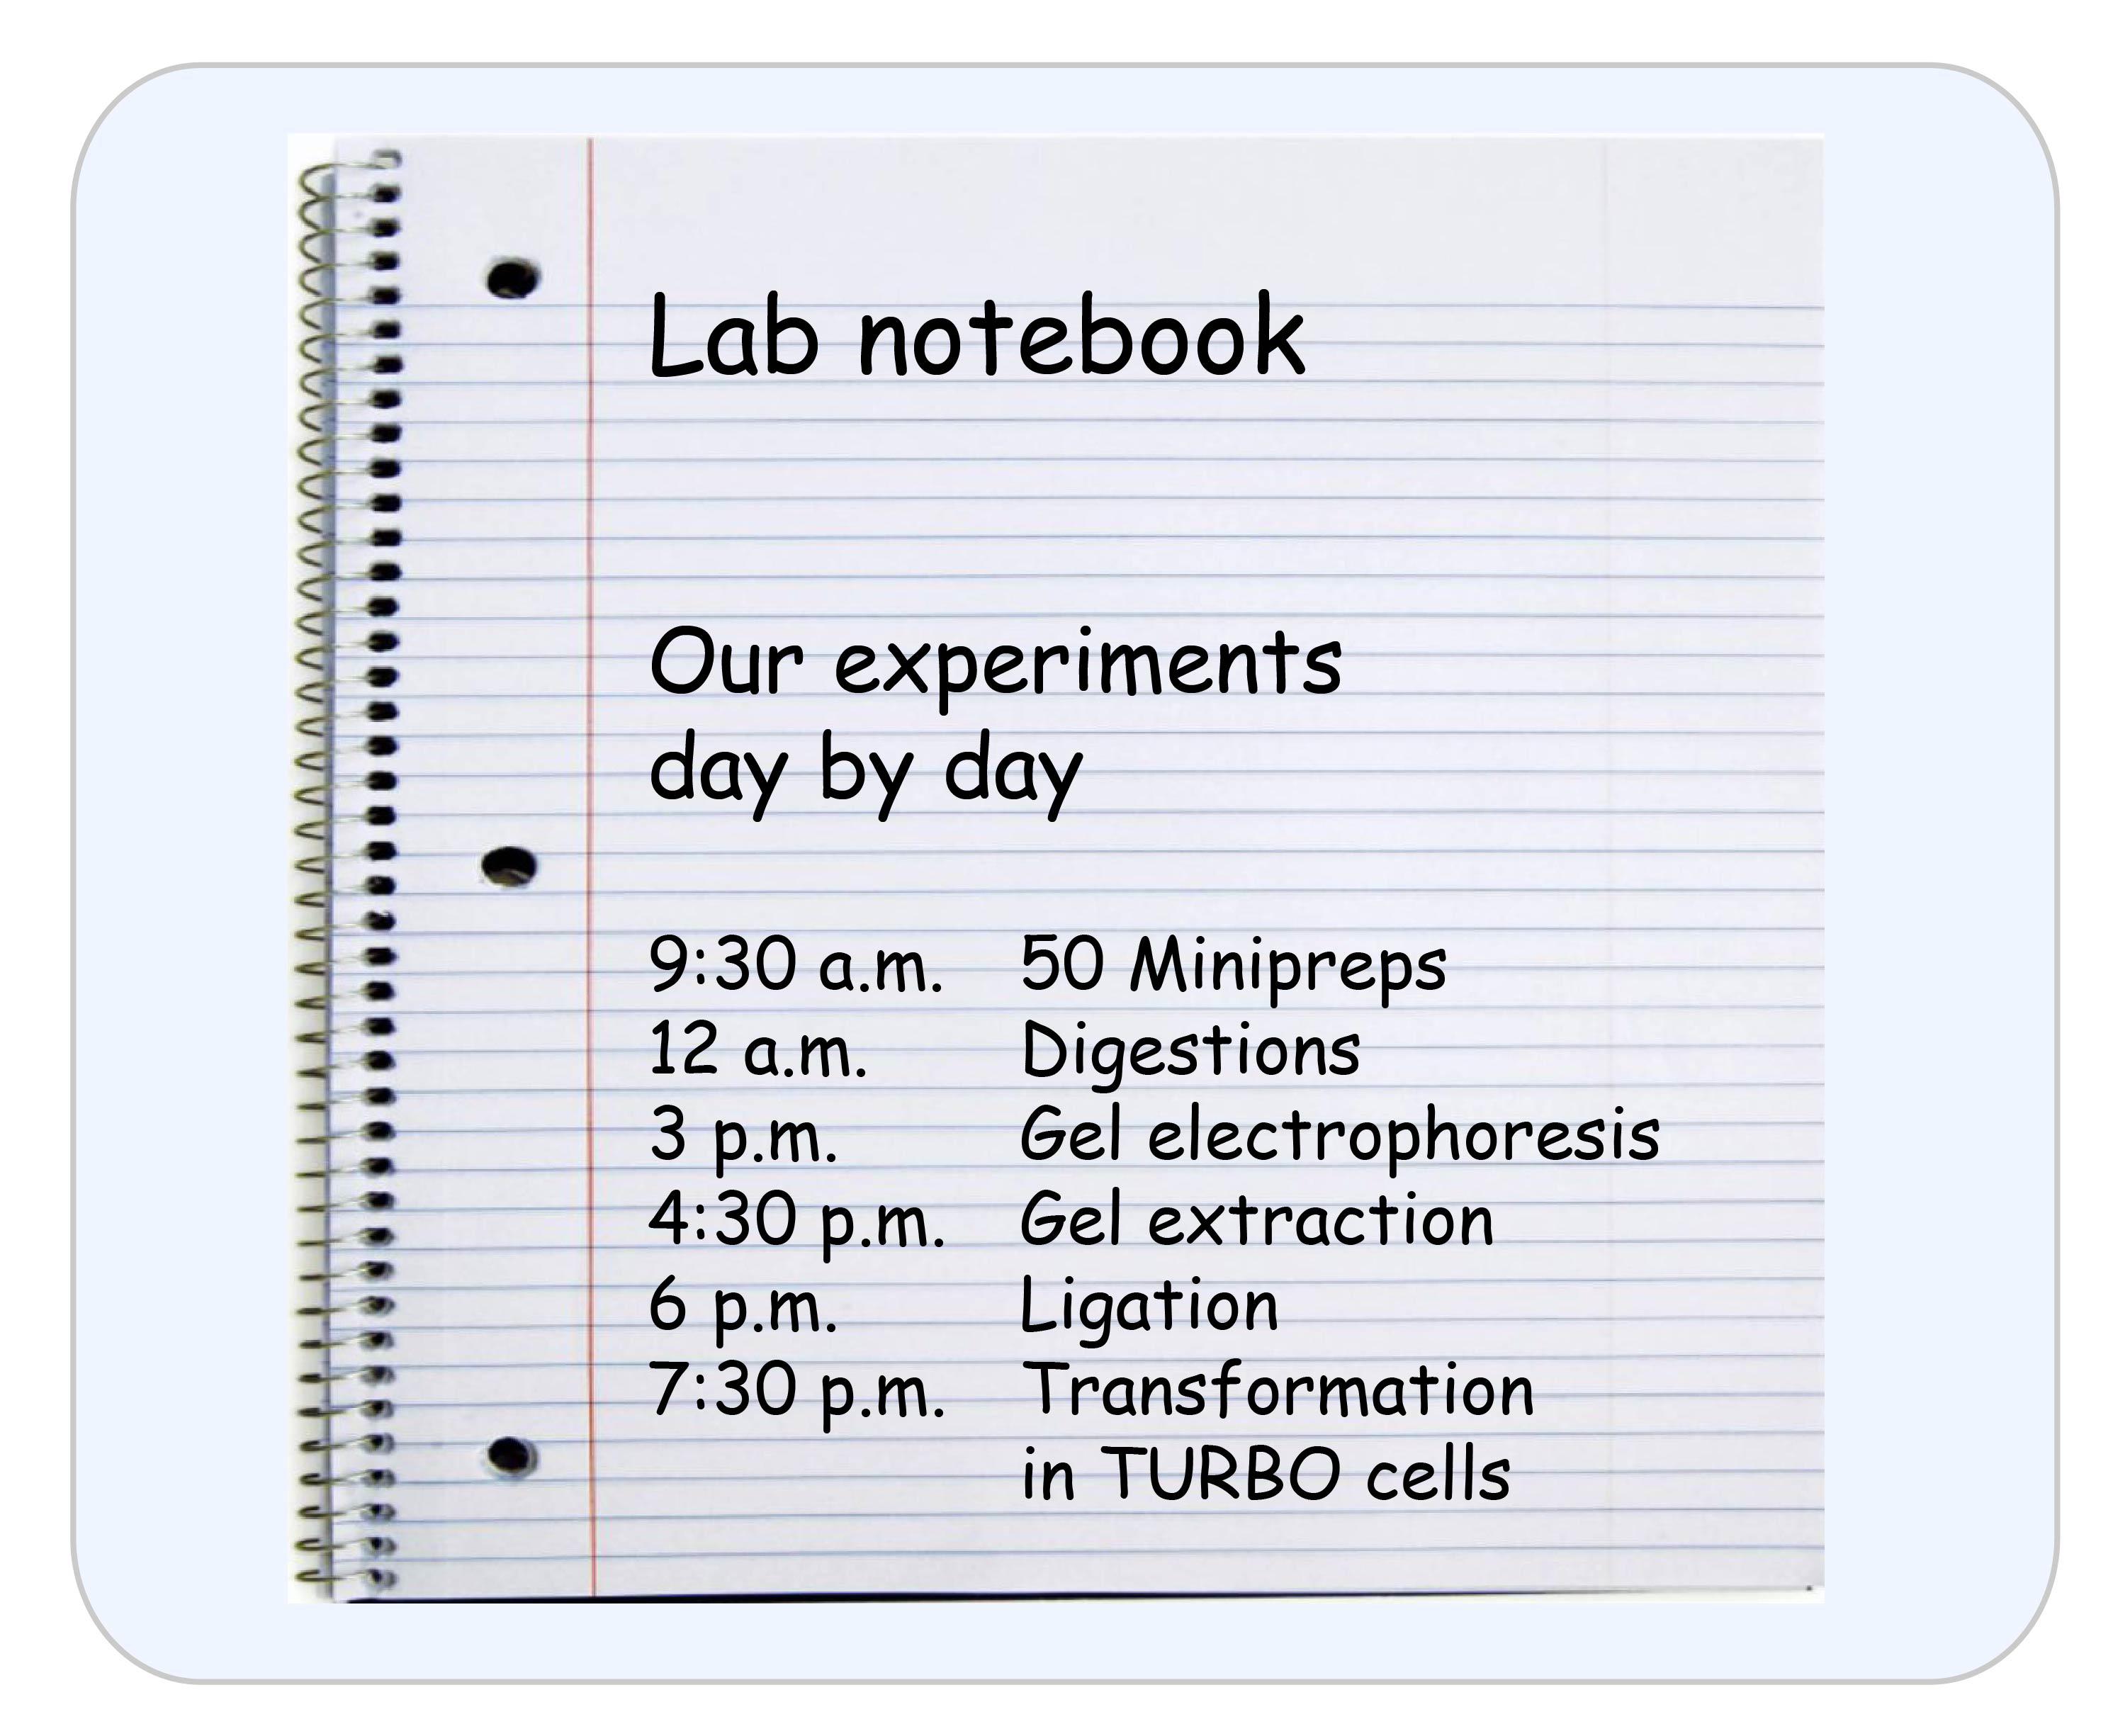 Lab notebook
Our experiments
day by day
9:30 a.m. 50 Minipreps
12 a.m. Digestions
3 p.m. Gel electrophoresis
4:30 p.m. Gel extraction
6 p.m. Ligation
7:30 p.m. Transformation
in TURBO cells